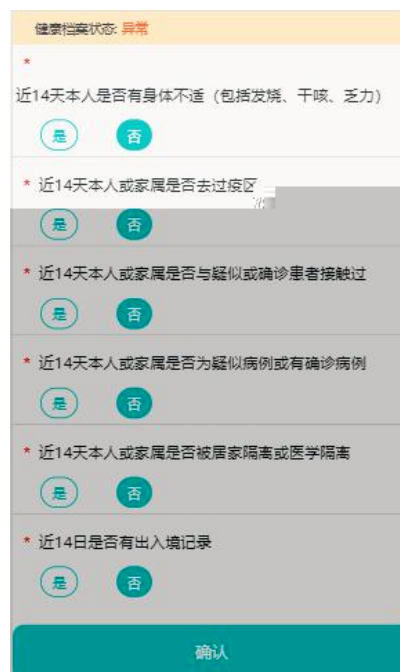 健康档案状态: 异常
*
近14天本人是否有身体不适（包括发烧、干咳、乏力）
是 否
* 近14天本人或家属是否去过疫区
是 否
* 近14天本人或家属是否与疑似或确诊患者接触过
是 否
* 近14天本人或家属是否为疑似病例或有确诊病例
是 否
* 近14天本人或家属是否被居家隔离或医学隔离
是 否
* 近14日是否有出入境记录
是 否
确认